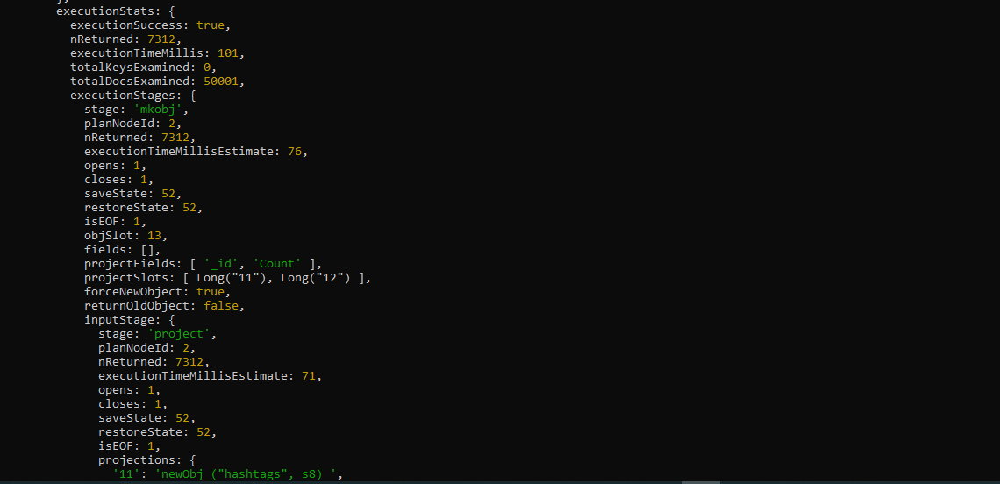 },
executionStats: {
executionSuccess: true,
nReturned: 7312,
executionTimeMillis: 101,
totalKeysExamined: 0,
totalDocsExamined: 50001,
executionStages: {
stage: 'mkobj',
planNodeId: 2,
nReturned: 7312,
executionTimeMillisEstimate: 76,
opens: 1,
closes: 1,
saveState: 52,
restoreState: 52,
isEOF: 1,
objSlot: 13,
fields: [],
projectFields: [ '_id', 'Count' ],
projectSlots: [ Long("11"), Long("12") ],
forceNewObject: true,
returnOldObject: false,
inputStage: {
stage: 'project',
planNodeId: 2,
nReturned: 7312,
executionTimeMillisEstimate: 71,
opens: 1,
closes: 1,
saveState: 52,
restoreState: 52,
isEOF: 1,
projections: {
'11': 'newObj ("hashtags", s8) ',